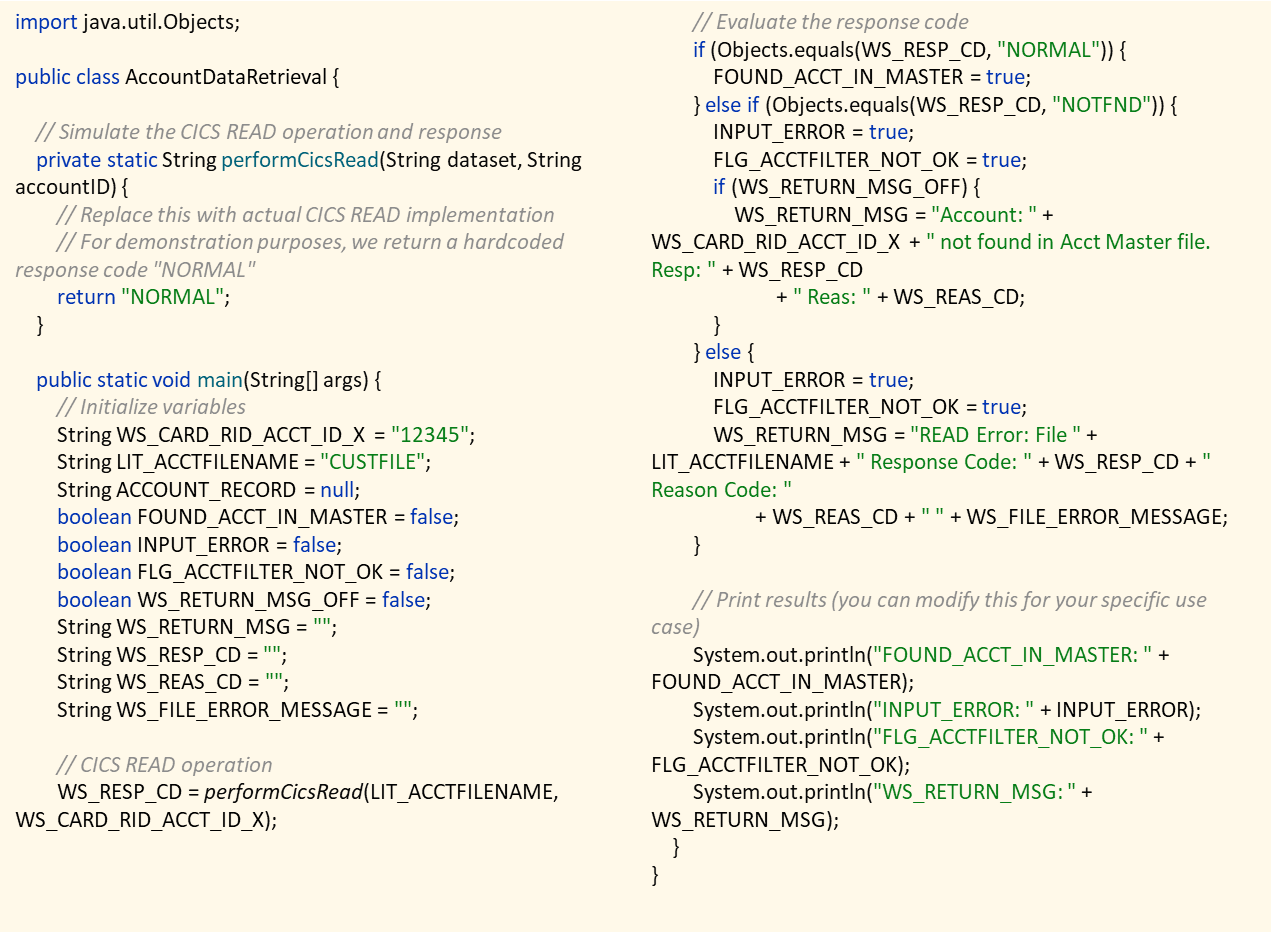 import java.util.Objects;
public class AccountDataRetrieval {
// Simulate the CICS READ operation and response
private static String performCicsRead(String dataset, String
accountID) {
// Replace this with actual CICS READ implementation
// For demonstration purposes, we return a hardcoded
response code "NORMAL"
return "NORMAL";
}
public static void main(String[] args) {
// Initialize variables
String WS_CARD_RID_ACCT_ID_X = "12345";
String LIT_ACCTFILENAME = "CUSTFILE";
String ACCOUNT_RECORD = null;
boolean FOUND_ACCT_IN_MASTER = false;
boolean INPUT_ERROR = false;
boolean FLG_ACCTFILTER_NOT_OK = false;
boolean WS_RETURN_MSG_OFF = false;
String WS_RETURN_MSG = "";
String WS_RESP_CD = "";
String WS_REAS_CD = "";
String WS_FILE_ERROR_MESSAGE = "";
// CICS READ operation
WS_RESP_CD = performCicsRead(LIT_ACCTFILENAME,
WS_CARD_RID_ACCT_ID_X);
// Evaluate the response code
if (Objects.equals(WS_RESP_CD, "NORMAL")) {
FOUND_ACCT_IN_MASTER = true;
} else if (Objects.equals(WS_RESP_CD, "NOTFND")) {
INPUT_ERROR = true;
FLG_ACCTFILTER_NOT_OK = true;
if (WS_RETURN_MSG_OFF) {
WS_RETURN_MSG = "Account: " +
WS_CARD_RID_ACCT_ID_X + " not found in Acct Master file.
Resp: " + WS_RESP_CD
+ " Reas: " + WS_REAS_CD;
}
} else {
INPUT_ERROR = true;
FLG_ACCTFILTER_NOT_OK = true;
WS_RETURN_MSG = "READ Error: File " +
LIT_ACCTFILENAME + " Response Code: " + WS_RESP_CD + "
Reason Code: "
+ WS_REAS_CD + " " + WS_FILE_ERROR_MESSAGE;
}
// Print results (you can modify this for your specific use
case)
System.out.println("FOUND_ACCT_IN_MASTER: " +
FOUND_ACCT_IN_MASTER);
System.out.println("INPUT_ERROR: " + INPUT_ERROR);
System.out.println("FLG_ACCTFILTER_NOT_OK: " +
FLG_ACCTFILTER_NOT_OK);
System.out.println("WS_RETURN_MSG: " +
WS_RETURN_MSG);
}
}